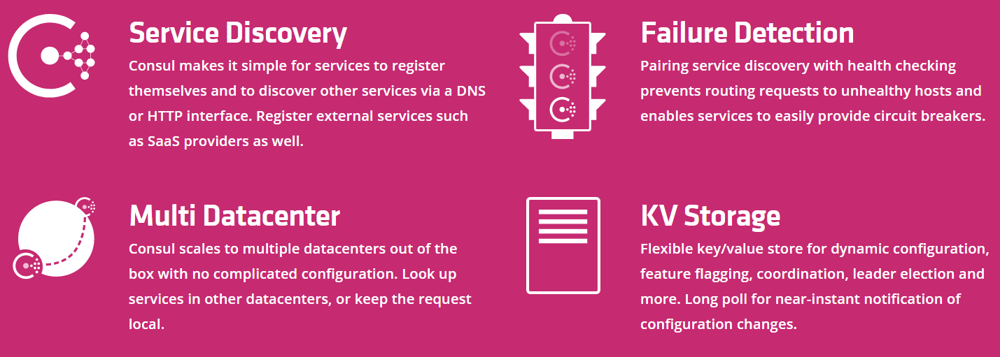 Service Discovery
Consul makes it simple for services to register
themselves and to discover other services via a DNS
or HTTP interface. Register external services such
as SaaS providers as well.
Failure Detection
Pairing service discovery with health checking
prevents routing requests to unhealthy hosts and
enables services to easily provide circuit breakers.
Multi Datacenter
Consul scales to multiple datacenters out of the
box with no complicated configuration. Look up
services in other datacenters, or keep the request
local.
KV Storage
Flexible key/value store for dynamic configuration,
feature flagging, coordination, leader election and
more. Long poll for near-instant notification of
configuration changes.